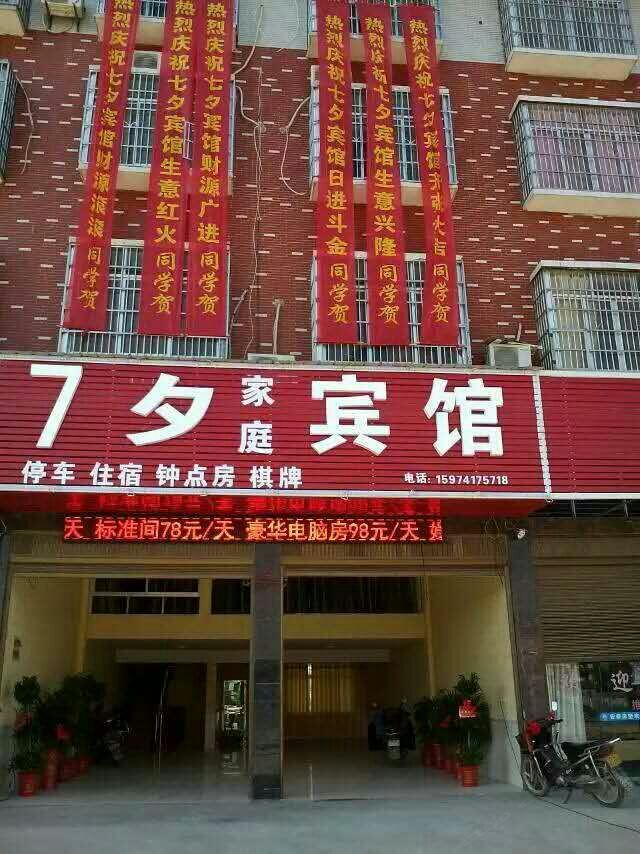 热烈庆祝七夕宾馆财源滚滚 同学贺
热烈庆祝七夕宾馆生意红火 同学贺
热烈庆祝七夕宾馆财源广进 同学贺
热烈庆祝七夕宾馆日进斗金 同学贺
热烈庆祝七夕宾馆生意兴隆 同学贺
热烈庆祝七夕宾馆开张大吉 同学贺
7夕家庭宾馆
停车 住宿 钟点房 棋牌
电话: 15974175718
天 标准间78元/天 豪华电脑房98元/天
迎